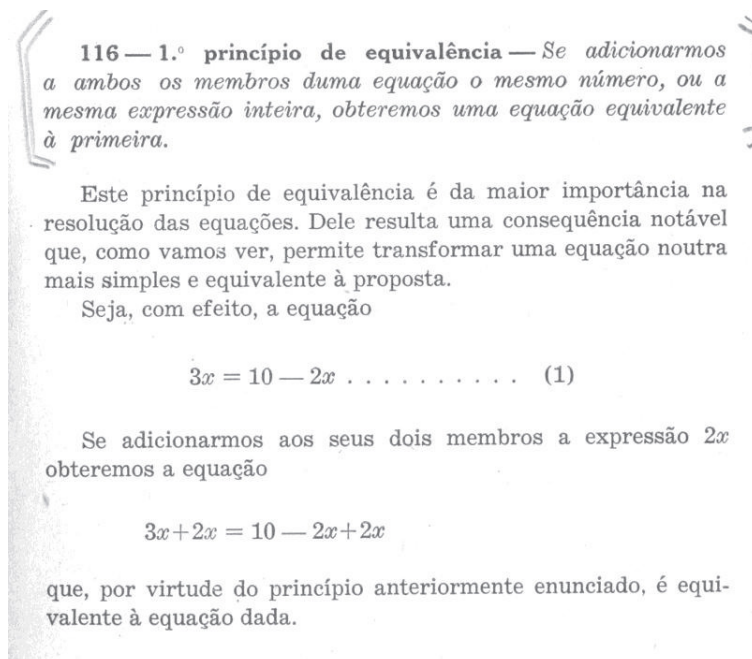 116 — 1.º princípio de equivalência — Se adicionarmos
a ambos os membros duma equação o mesmo número, ou a
mesma expressão inteira, obteremos uma equação equivalente
à primeira.
Este princípio de equivalência é da maior importância na
resolução das equações. Dele resulta uma consequência notável
que, como vamos ver, permite transformar uma equação noutra
mais simples e equivalente à proposta.
Seja, com efeito, a equação
3x = 10 — 2x . . . . . . . . . . (1)
Se adicionarmos aos seus dois membros a expressão 2x
obteremos a equação
3x+2x = 10 — 2x+2x
que, por virtude do princípio anteriormente enunciado, é equi-
valente à equação dada.